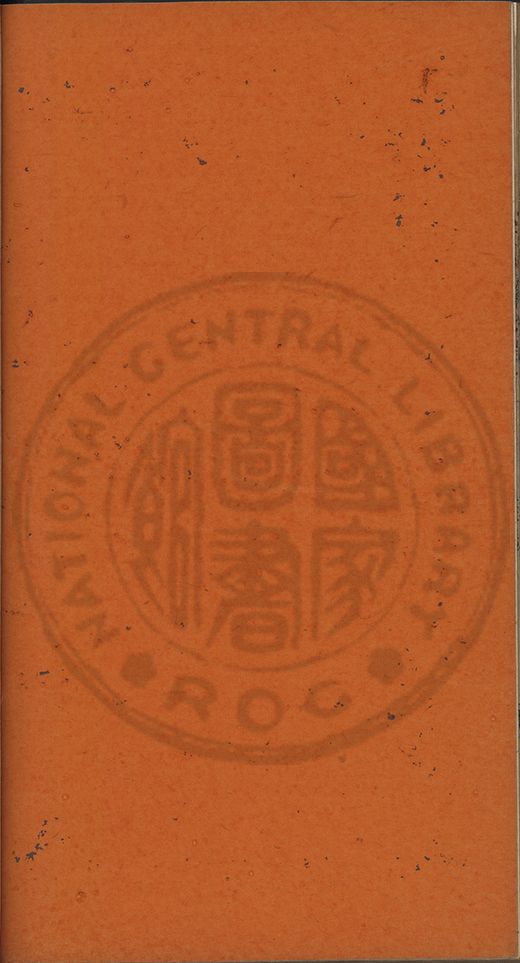 NATIONAL CENTRAL LIBRARY
國家
圖書
館
ROC